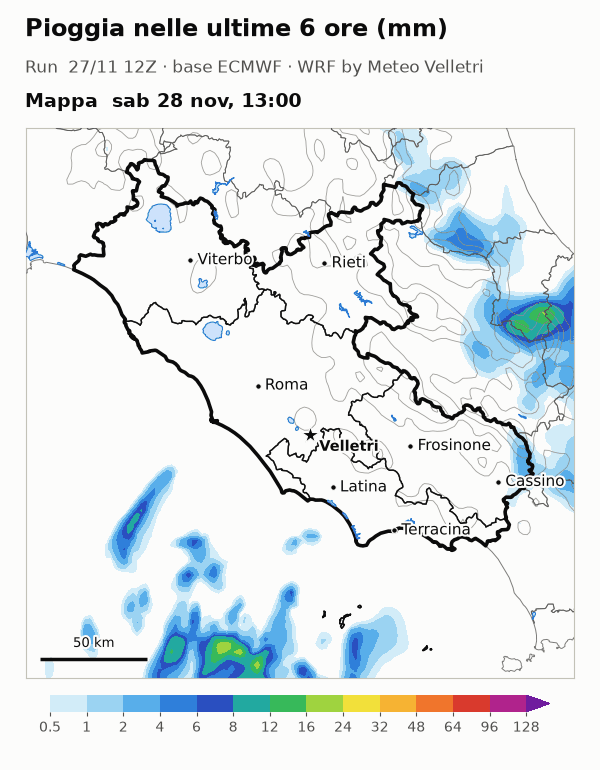 Pioggia nelle ultime 6 ore (mm)
Run  27/11 12Z · base ECMWF · WRF by Meteo Velletri
Mappa  sab 28 nov, 13:00
Viterbo
Rieti
Roma
Velletri
Frosinone
Latina
Cassino
Terracina
50 km
0.5 1 2 4 6 8 12 16 24 32 48 64 96 128